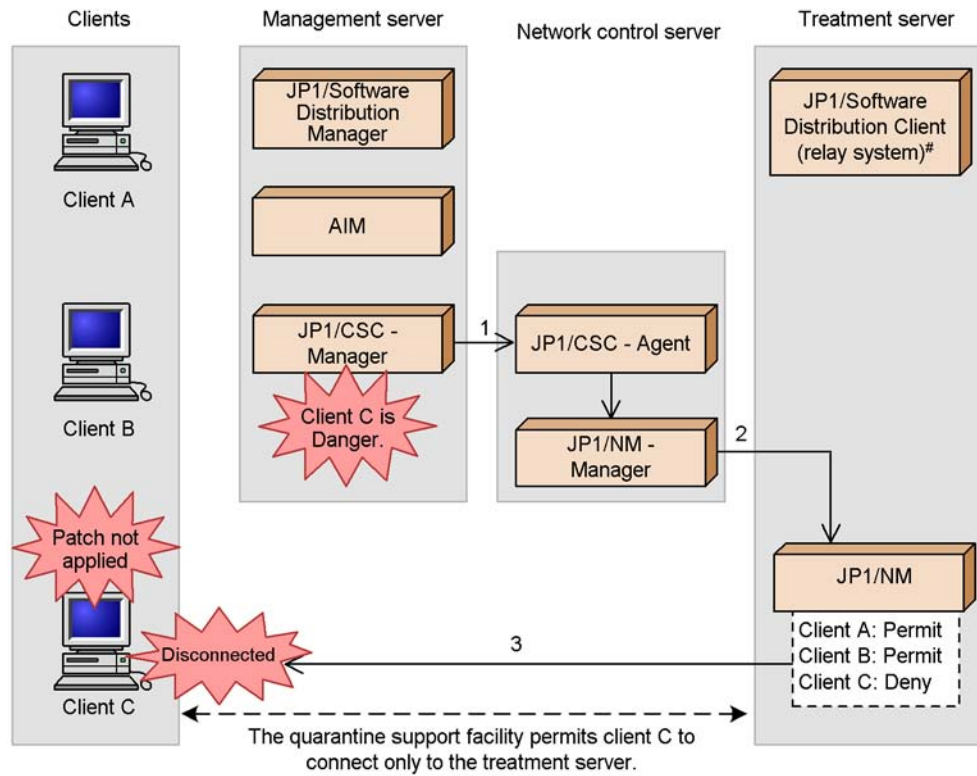 Clients
Management server
Network control server
Treatment server
JP1/Software
Distribution
Manager
JP1/Software
Distribution Client
(relay system)#
Client A
AIM
JP1/CSC -
Manager
1
JP1/CSC - Agent
Client B
Client C is
Danger.
JP1/NM -
Manager
2
Patch not
applied
JP1/NM
Client A: Permit
Client B: Permit
Client C: Deny
Disconnected
3
Client C
The quarantine support facility permits client C to
connect only to the treatment server.